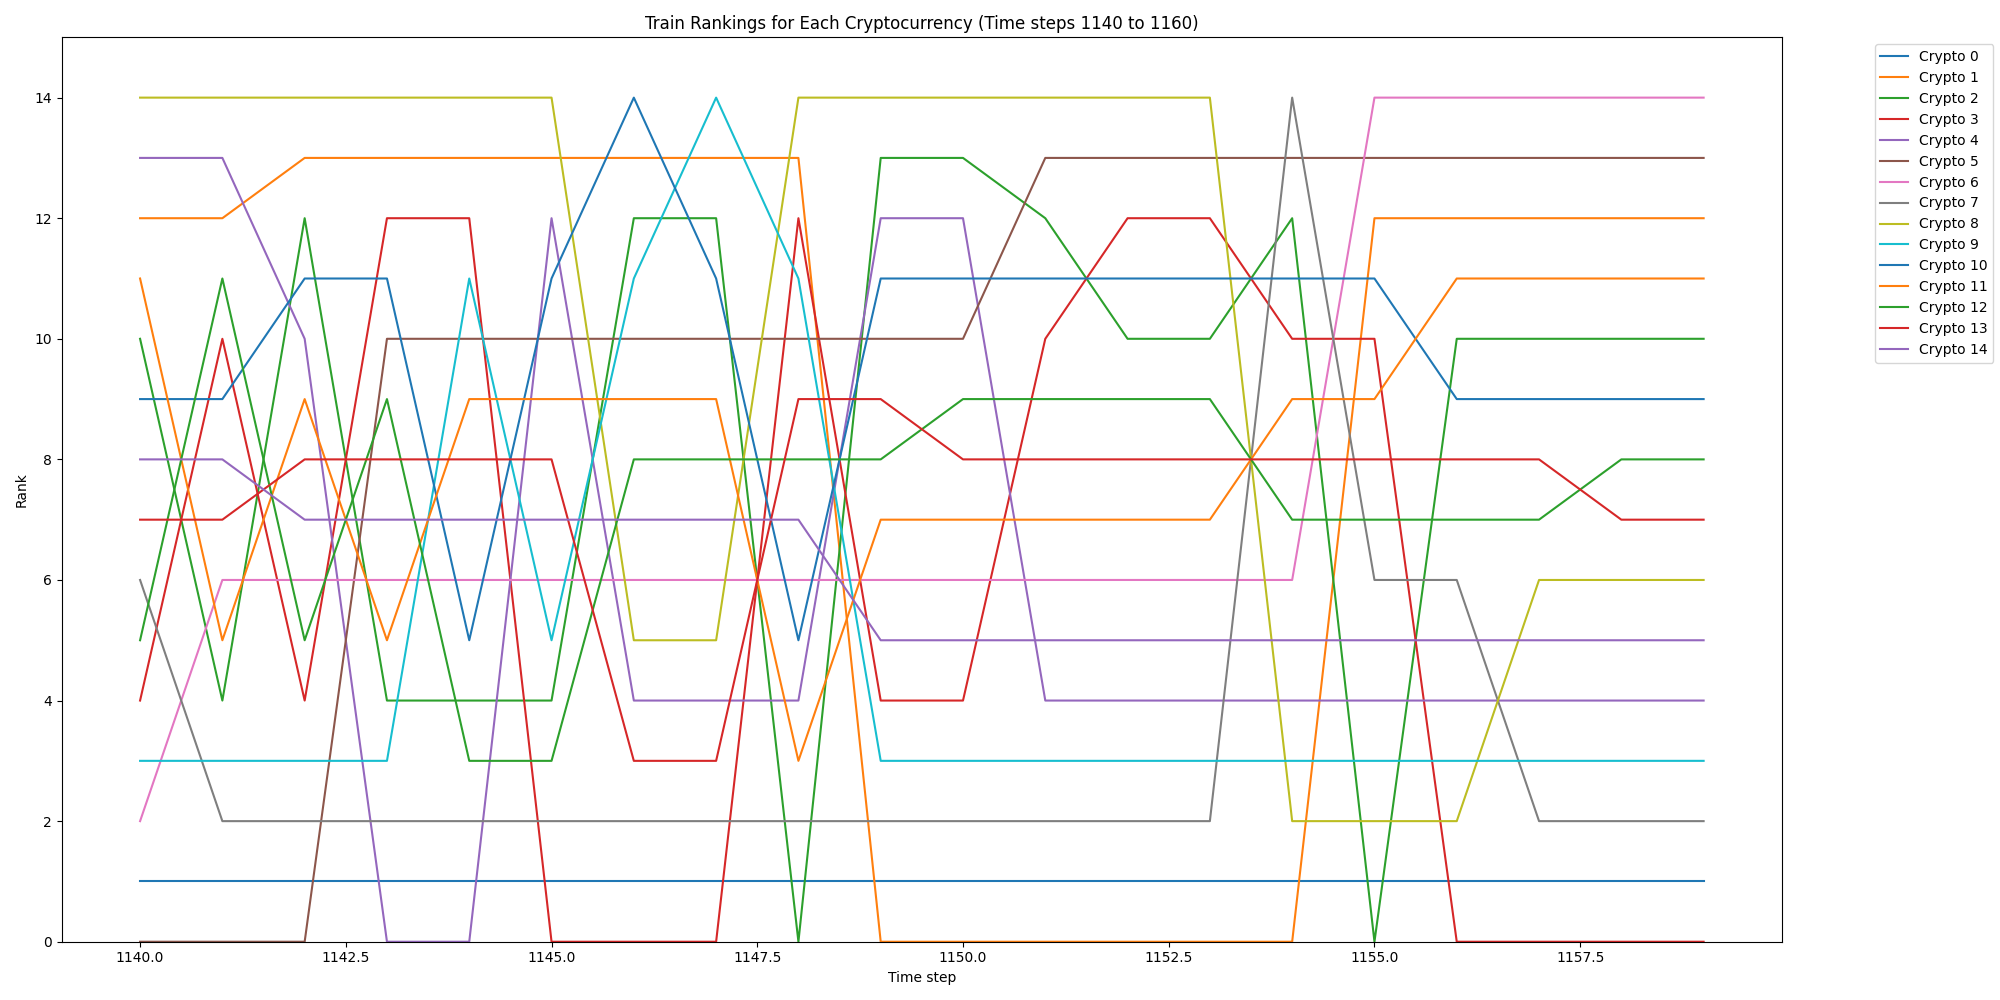 Train Rankings for Each Cryptocurrency (Time steps 1140 to 1160)
Rank
14
12
10
8
6
4
2
0
1140.0
1142.5
1145.0
1147.5
1150.0
1152.5
1155.0
1157.5
Time step
Crypto 0
Crypto 1
Crypto 2
Crypto 3
Crypto 4
Crypto 5
Crypto 6
Crypto 7
Crypto 8
Crypto 9
Crypto 10
Crypto 11
Crypto 12
Crypto 13
Crypto 14